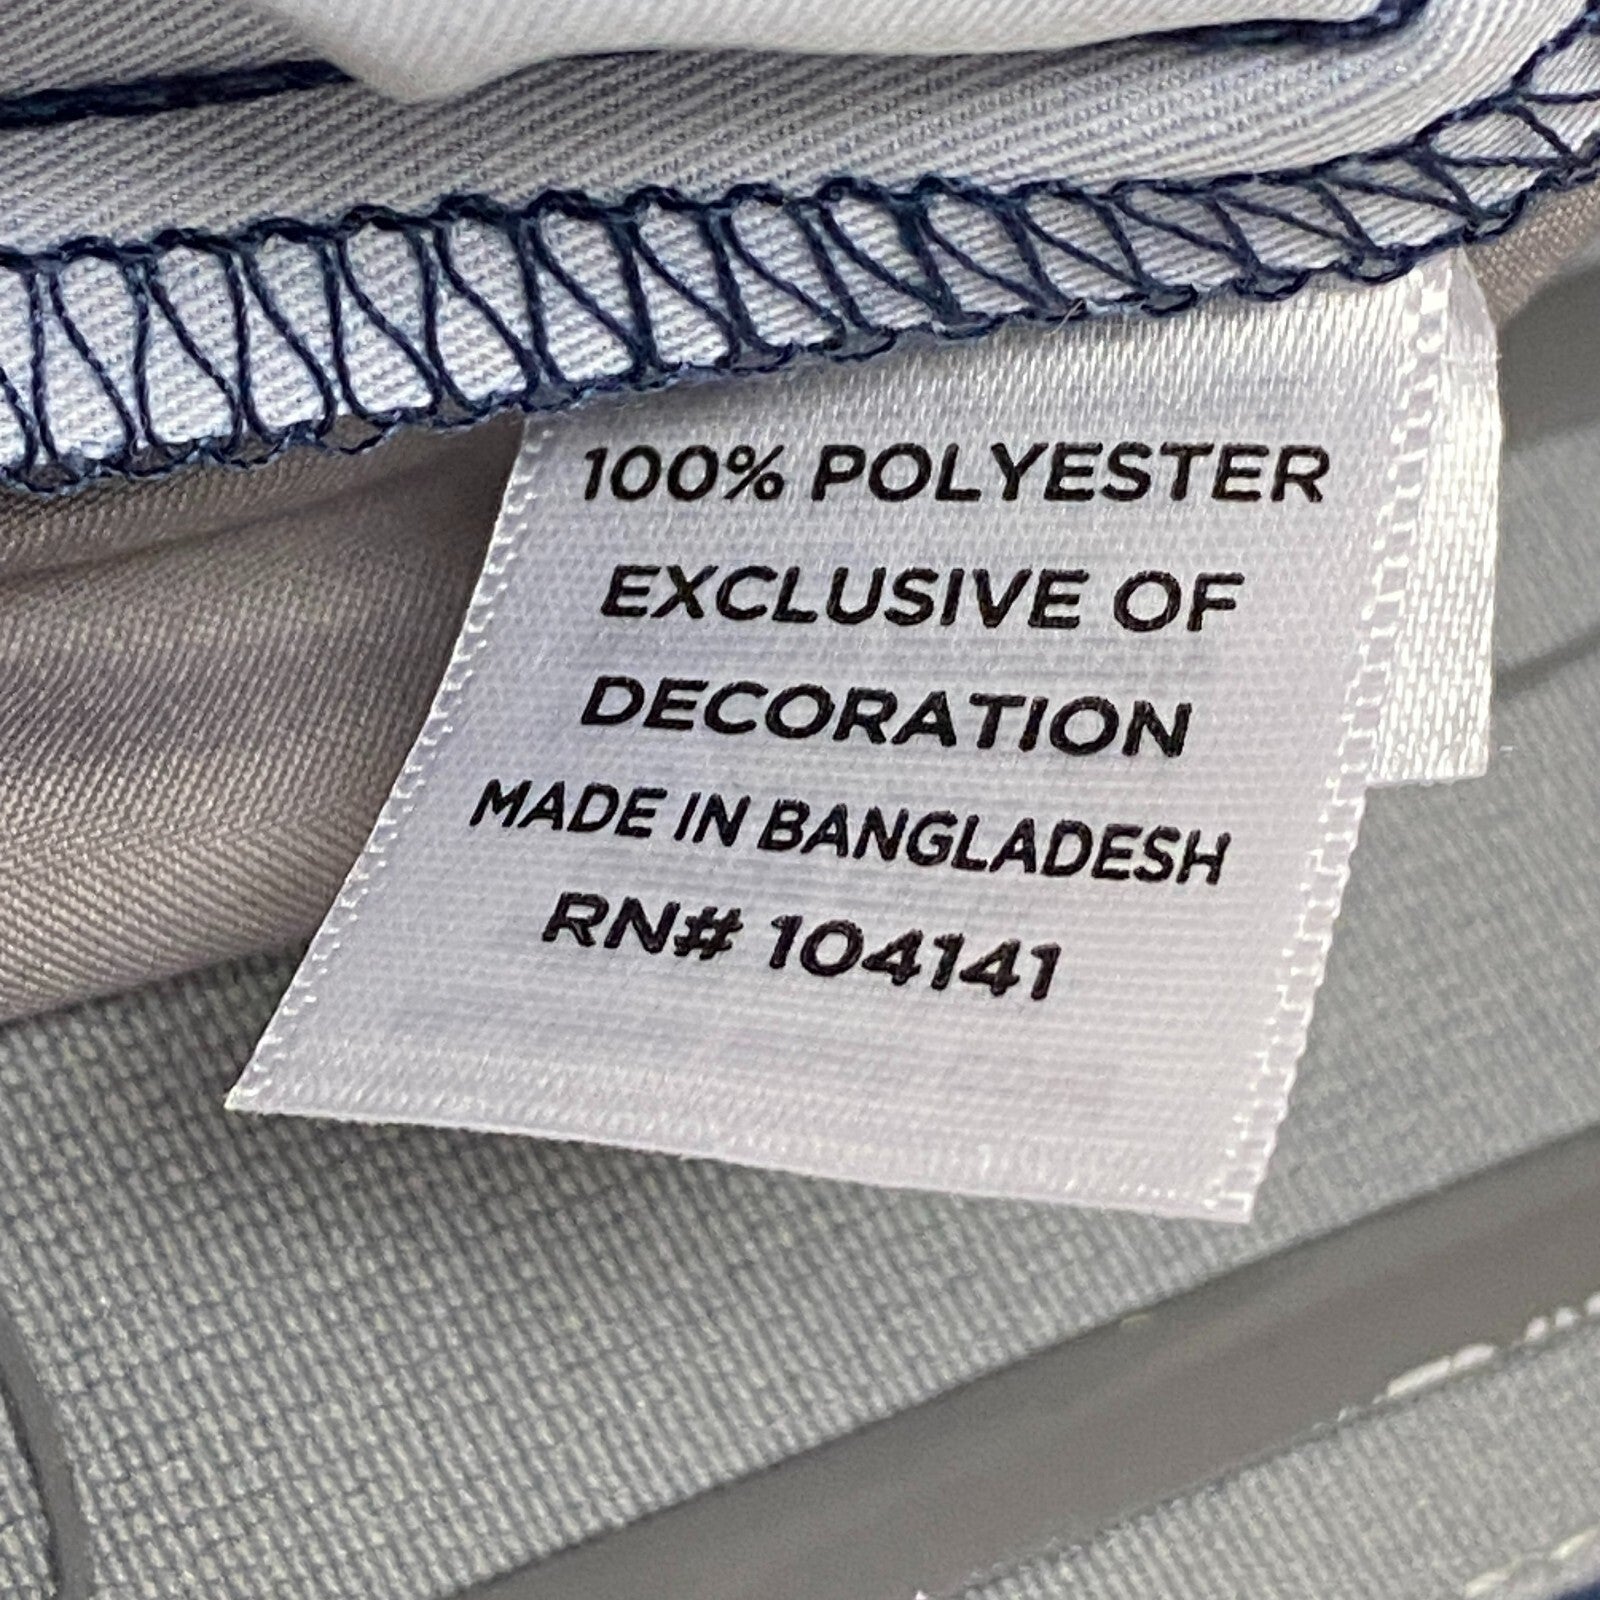 100% POLYESTER
EXCLUSIVE OF
DECORATION
MADE IN BANGLADESH
RN# 104141